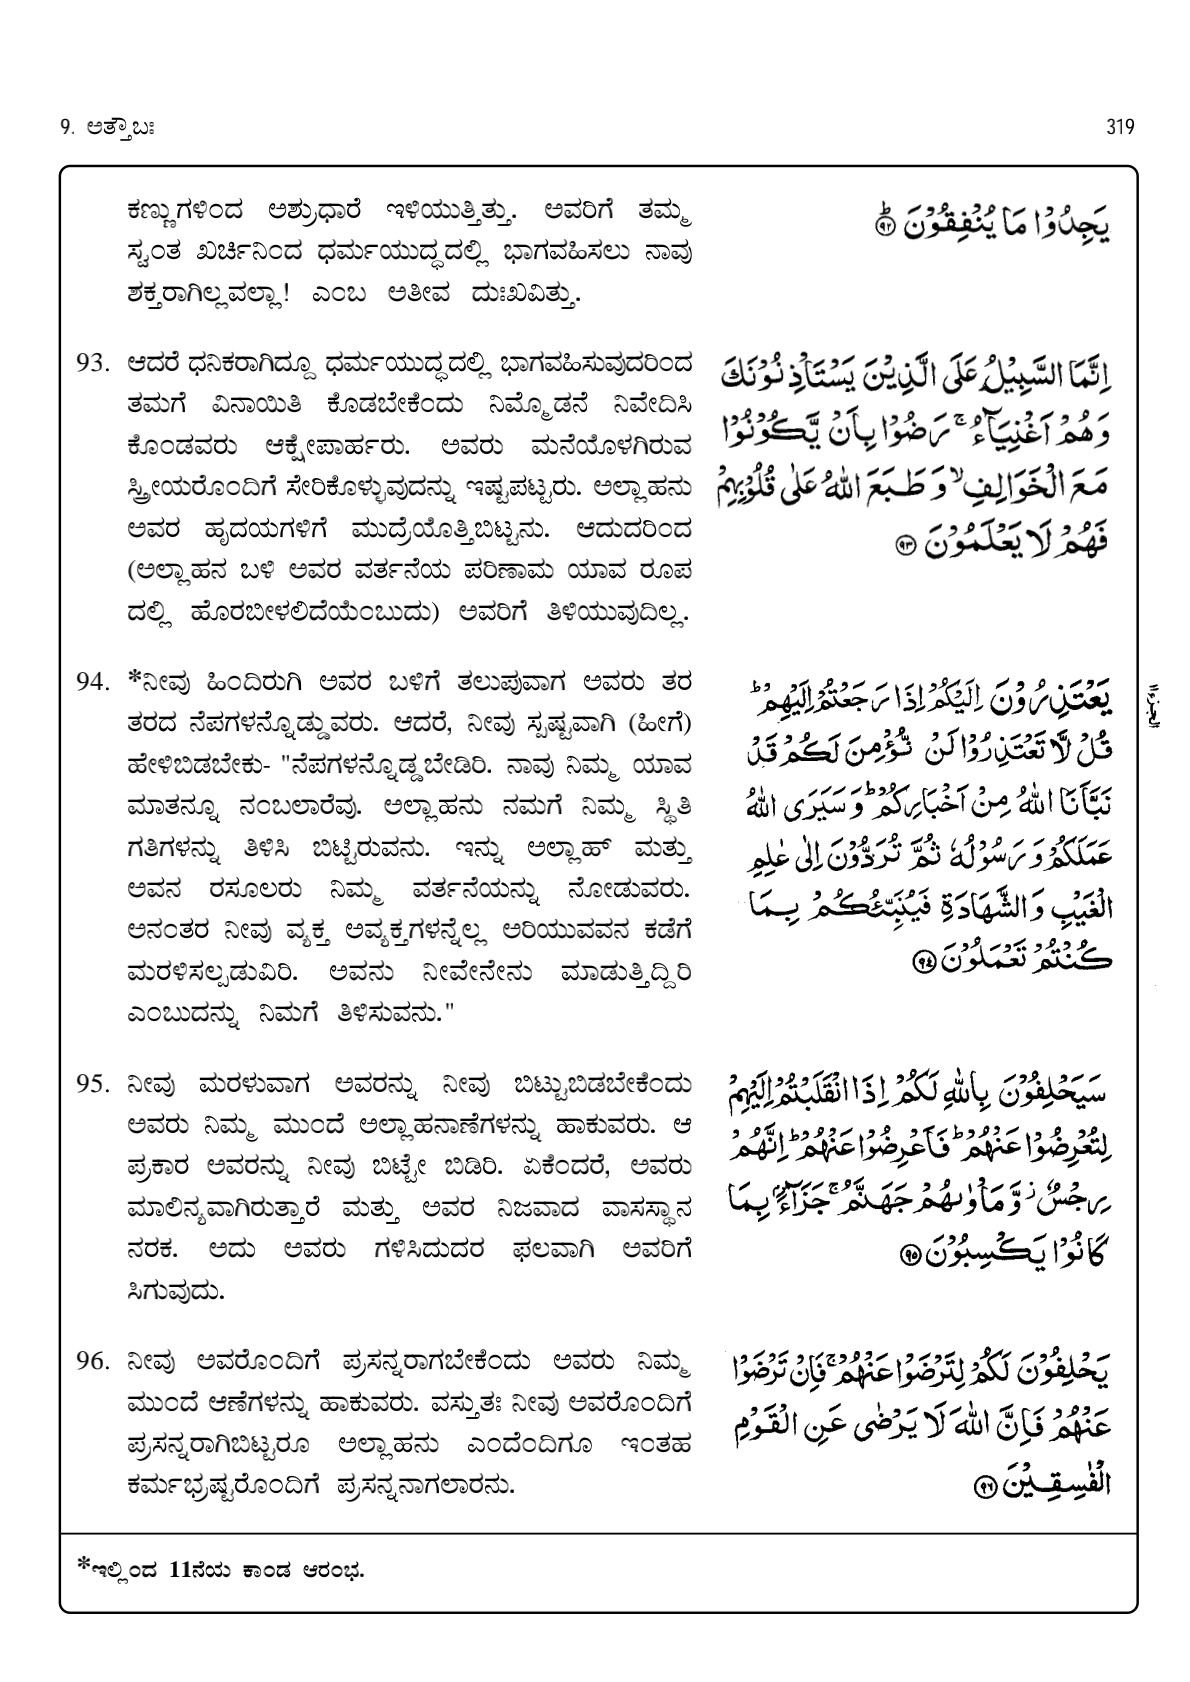 9. ಅತ್ತೌಬಃ
319
ಕಣ್ಣುಗಳಿಂದ ಅಶ್ರುಧಾರೆ ಇಳಿಯುತ್ತಿತ್ತು. ಅವರಿಗೆ ತಮ್ಮ
ಸ್ವಂತ ಖರ್ಚಿನಿಂದ ಧರ್ಮಯುದ್ಧದಲ್ಲಿ ಭಾಗವಹಿಸಲು ನಾವು
ಶಕ್ತರಾಗಿಲ್ಲವಲ್ಲಾ! ಎಂಬ ಅತೀವ ದುಃಖವಿತ್ತು.
يَجِدُوْا مَا يُنْفِقُوْنَ ؕ ۹۲
93. ಆದರೆ ಧನಿಕರಾಗಿದ್ದೂ ಧರ್ಮಯುದ್ಧದಲ್ಲಿ ಭಾಗವಹಿಸುವುದರಿಂದ
ತಮಗೆ ವಿನಾಯಿತಿ ಕೊಡಬೇಕೆಂದು ನಿಮ್ಮೊಡನೆ ನಿವೇದಿಸಿ
ಕೊಂಡವರು ಆಕ್ಷೇಪಾರ್ಹರು. ಅವರು ಮನೆಯೊಳಗಿರುವ
ಸ್ತ್ರೀಯರೊಂದಿಗೆ ಸೇರಿಕೊಳ್ಳುವುದನ್ನು ಇಷ್ಟಪಟ್ಟರು. ಅಲ್ಲಾಹನು
ಅವರ ಹೃದಯಗಳಿಗೆ ಮುದ್ರೆಯೊತ್ತಿಬಿಟ್ಟನು. ಆದುದರಿಂದ
(ಅಲ್ಲಾಹನ ಬಳಿ ಅವರ ವರ್ತನೆಯ ಪರಿಣಾಮ ಯಾವ ರೂಪ
ದಲ್ಲಿ ಹೊರಬೀಳಲಿದೆಯೆಂಬುದು) ಅವರಿಗೆ ತಿಳಿಯುವುದಿಲ್ಲ.
اِنَّمَا السَّبِيْلُ عَلَى الَّذِيْنَ يَسْتَاْذِنُوْنَكَ
وَهُمْ اَغْنِيَآءُ ۚ رَضُوْا بِاَنْ يَّكُوْنُوْا
مَعَ الْخَوَالِفِ ۙ وَطَبَعَ اللّٰهُ عَلٰى قُلُوْبِهِمْ
فَهُمْ لَا يَعْلَمُوْنَ ۹۳
94. *ನೀವು ಹಿಂದಿರುಗಿ ಅವರ ಬಳಿಗೆ ತಲುಪುವಾಗ ಅವರು ತರ
ತರದ ನೆಪಗಳನ್ನೊಡ್ಡುವರು. ಆದರೆ, ನೀವು ಸ್ಪಷ್ಟವಾಗಿ (ಹೀಗೆ)
ಹೇಳಿಬಿಡಬೇಕು- "ನೆಪಗಳನ್ನೊಡ್ಡಬೇಡಿರಿ. ನಾವು ನಿಮ್ಮ ಯಾವ
ಮಾತನ್ನೂ ನಂಬಲಾರೆವು. ಅಲ್ಲಾಹನು ನಮಗೆ ನಿಮ್ಮ ಸ್ಥಿತಿ
ಗತಿಗಳನ್ನು ತಿಳಿಸಿ ಬಿಟ್ಟಿರುವನು. ಇನ್ನು ಅಲ್ಲಾಹ್ ಮತ್ತು
ಅವನ ರಸೂಲರು ನಿಮ್ಮ ವರ್ತನೆಯನ್ನು ನೋಡುವರು.
ಅನಂತರ ನೀವು ವ್ಯಕ್ತ ಅವ್ಯಕ್ತಗಳನ್ನೆಲ್ಲ ಅರಿಯುವವನ ಕಡೆಗೆ
ಮರಳಿಸಲ್ಪಡುವಿರಿ. ಅವನು ನೀವೇನೇನು ಮಾಡುತ್ತಿದ್ದಿರಿ
ಎಂಬುದನ್ನು ನಿಮಗೆ ತಿಳಿಸುವನು."
يَعْتَذِرُوْنَ اِلَيْكُمْ اِذَا رَجَعْتُمْ اِلَيْهِمْ ؕ
قُلْ لَّا تَعْتَذِرُوْا لَنْ نُّؤْمِنَ لَكُمْ قَدْ
نَبَّاَنَا اللّٰهُ مِنْ اَخْبَارِكُمْ ؕ وَسَيَرَى اللّٰهُ
عَمَلَكُمْ وَرَسُوْلُهٗ ثُمَّ تُرَدُّوْنَ اِلٰى عٰلِمِ
الْغَيْبِ وَالشَّهَادَةِ فَيُنَبِّئُكُمْ بِمَا
كُنْتُمْ تَعْمَلُوْنَ ۹۴
الجزء ۱۱
95. ನೀವು ಮರಳುವಾಗ ಅವರನ್ನು ನೀವು ಬಿಟ್ಟುಬಿಡಬೇಕೆಂದು
ಅವರು ನಿಮ್ಮ ಮುಂದೆ ಅಲ್ಲಾಹನಾಣೆಗಳನ್ನು ಹಾಕುವರು. ಆ
ಪ್ರಕಾರ ಅವರನ್ನು ನೀವು ಬಿಟ್ಟೇ ಬಿಡಿರಿ. ಏಕೆಂದರೆ, ಅವರು
ಮಾಲಿನ್ಯವಾಗಿರುತ್ತಾರೆ ಮತ್ತು ಅವರ ನಿಜವಾದ ವಾಸಸ್ಥಾನ
ನರಕ. ಅದು ಅವರು ಗಳಿಸಿದುದರ ಫಲವಾಗಿ ಅವರಿಗೆ
ಸಿಗುವುದು.
سَيَحْلِفُوْنَ بِاللّٰهِ لَكُمْ اِذَا انْقَلَبْتُمْ اِلَيْهِمْ
لِتُعْرِضُوْا عَنْهُمْ ؕ فَاَعْرِضُوْا عَنْهُمْ ؕ اِنَّهُمْ
رِجْسٌ ؗ وَّمَاْوٰىهُمْ جَهَنَّمُ ۚ جَزَآءًۢ بِمَا
كَانُوْا يَكْسِبُوْنَ ۹۵
96. ನೀವು ಅವರೊಂದಿಗೆ ಪ್ರಸನ್ನರಾಗಬೇಕೆಂದು ಅವರು ನಿಮ್ಮ
ಮುಂದೆ ಆಣೆಗಳನ್ನು ಹಾಕುವರು. ವಸ್ತುತಃ ನೀವು ಅವರೊಂದಿಗೆ
ಪ್ರಸನ್ನರಾಗಿಬಿಟ್ಟರೂ ಅಲ್ಲಾಹನು ಎಂದೆಂದಿಗೂ ಇಂತಹ
ಕರ್ಮಭ್ರಷ್ಟರೊಂದಿಗೆ ಪ್ರಸನ್ನನಾಗಲಾರನು.
يَحْلِفُوْنَ لَكُمْ لِتَرْضَوْا عَنْهُمْ ۚ فَاِنْ تَرْضَوْا
عَنْهُمْ فَاِنَّ اللّٰهَ لَا يَرْضٰى عَنِ الْقَوْمِ
الْفٰسِقِيْنَ ۹۶
*ಇಲ್ಲಿಂದ 11ನೆಯ ಕಾಂಡ ಆರಂಭ.